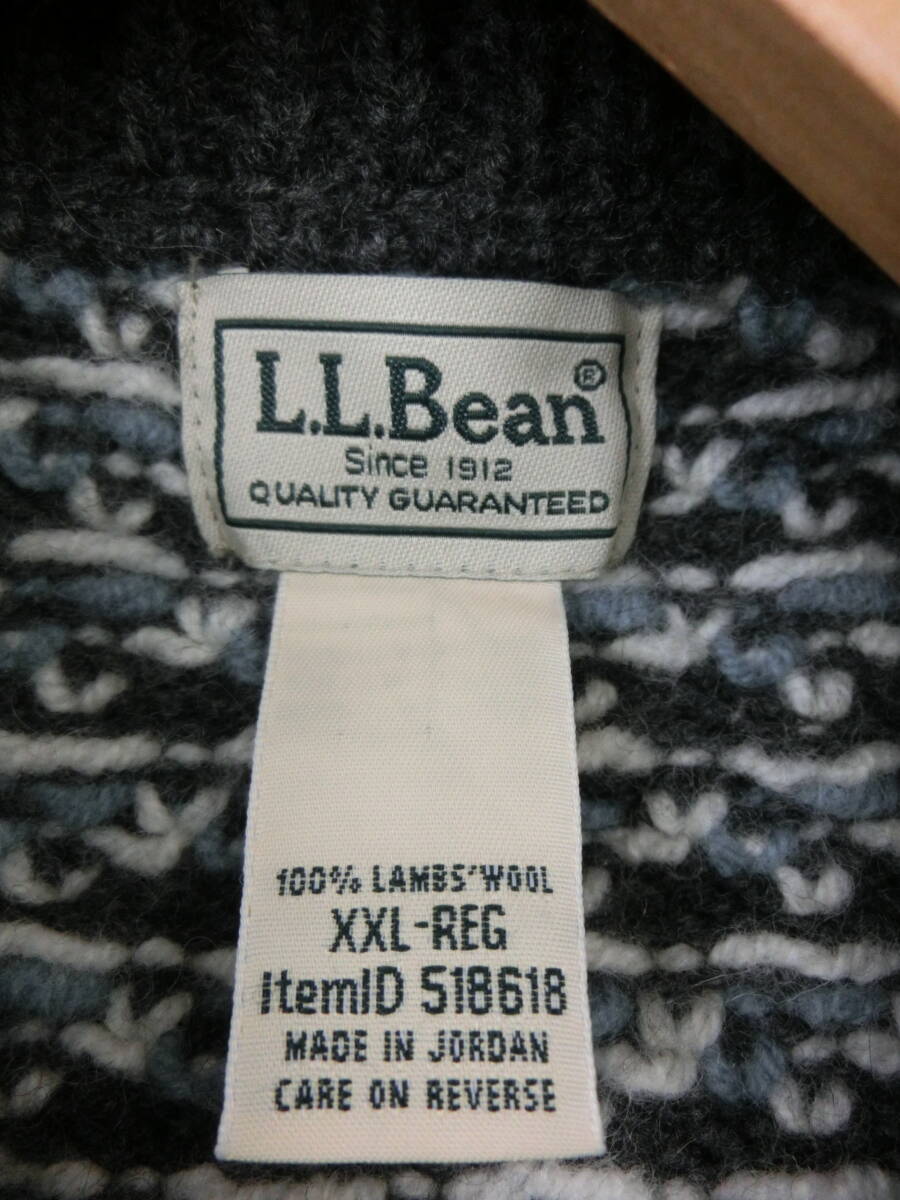 L.L.Bean®
Since 1912
QUALITY GUARANTEED
100% LAMBS' WOOL
XXL-REG
ItemID 518618
MADE IN JORDAN
CARE ON REVERSE